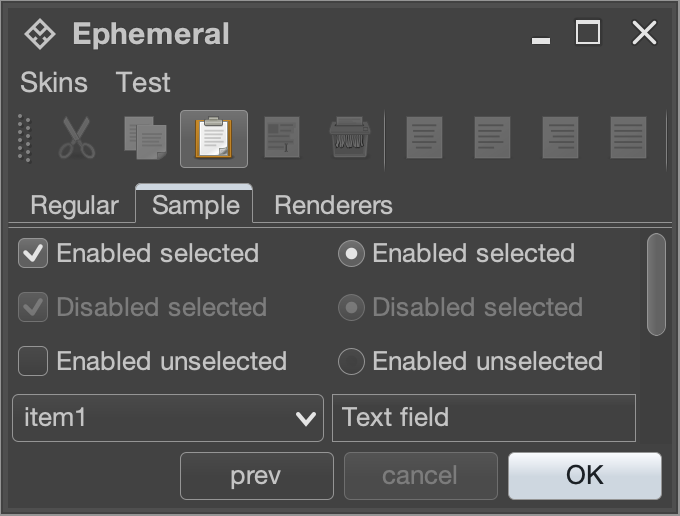 Ephemeral
Skins Test
Regular Sample Renderers
Enabled selected Enabled selected
Disabled selected Disabled selected
Enabled unselected Enabled unselected
item1 Text field
prev cancel OK